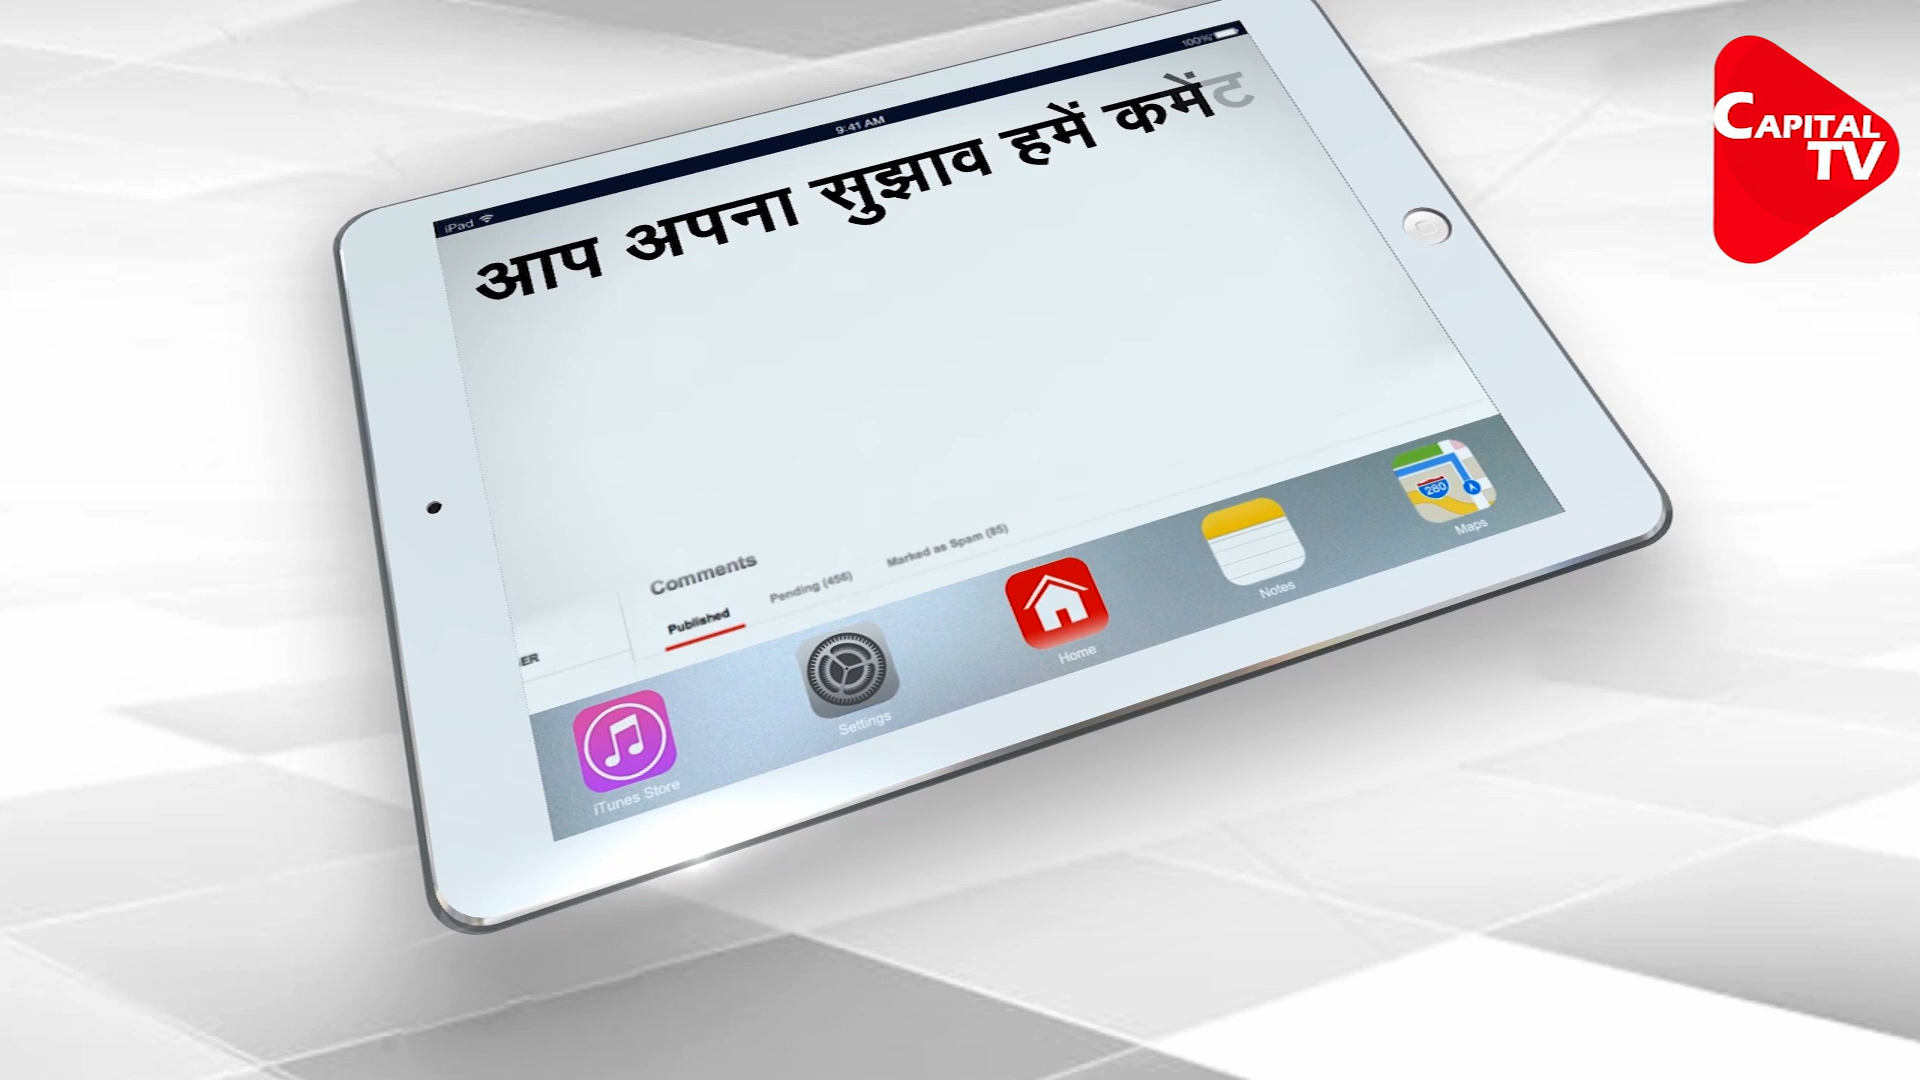 CAPITAL
TV
iPad
9:41 AM
100%
आप अपना सुझाव हमें कमेंट
Comments
Published
Pending (456)
Marked as Spam (85)
ER
iTunes Store
Settings
Home
Notes
Maps
280